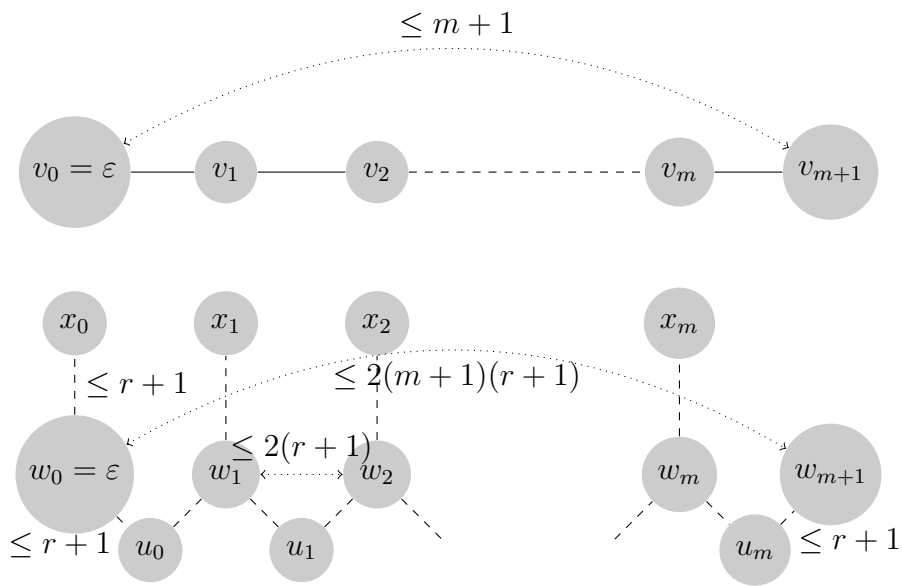 ≤ m + 1
v₀ = ε v₁ v₂ vₘ vₘ₊₁
x₀ x₁ x₂ xₘ
≤ r + 1 ≤ 2(m + 1)(r + 1)
≤ 2(r + 1)
w₀ = ε w₁ w₂ wₘ wₘ₊₁
≤ r + 1 u₀ u₁ uₘ ≤ r + 1